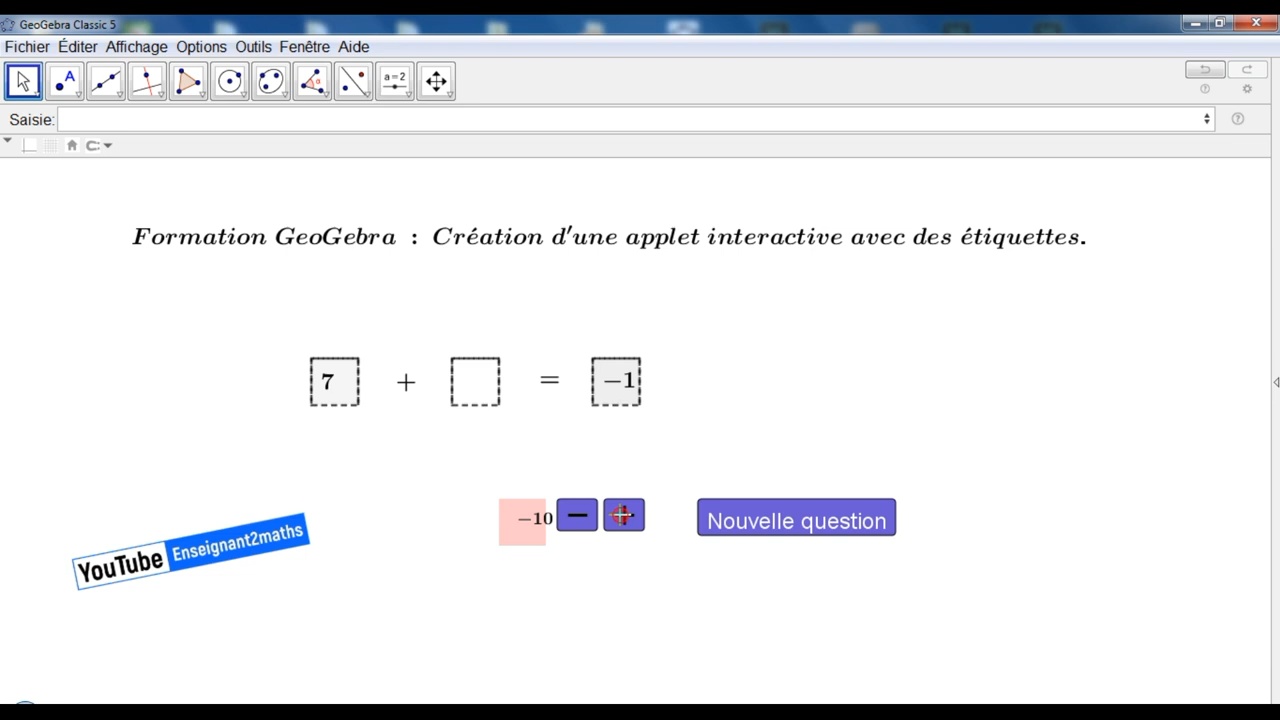 GeoGebra Classic 5
Fichier Éditer Affichage Options Outils Fenêtre Aide
A
α
a=2
Saisie:
Formation GeoGebra : Création d'une applet interactive avec des étiquettes.
7 + = −1
−10 − + Nouvelle question
YouTube Enseignant2maths